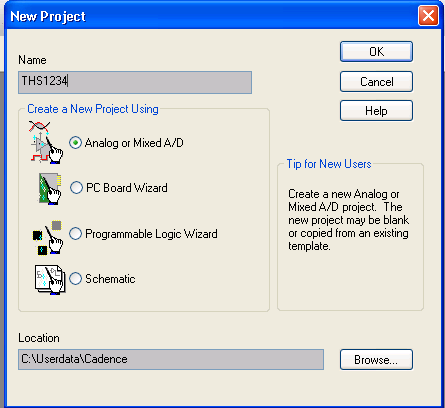 New Project
Name
THS1234
OK
Cancel
Help
Create a New Project Using
Analog or Mixed A/D
PC Board Wizard
Programmable Logic Wizard
Schematic
Tip for New Users
Create a new Analog or
Mixed A/D project. The
new project may be blank
or copied from an existing
template.
Location
C:\Userdata\Cadence
Browse...